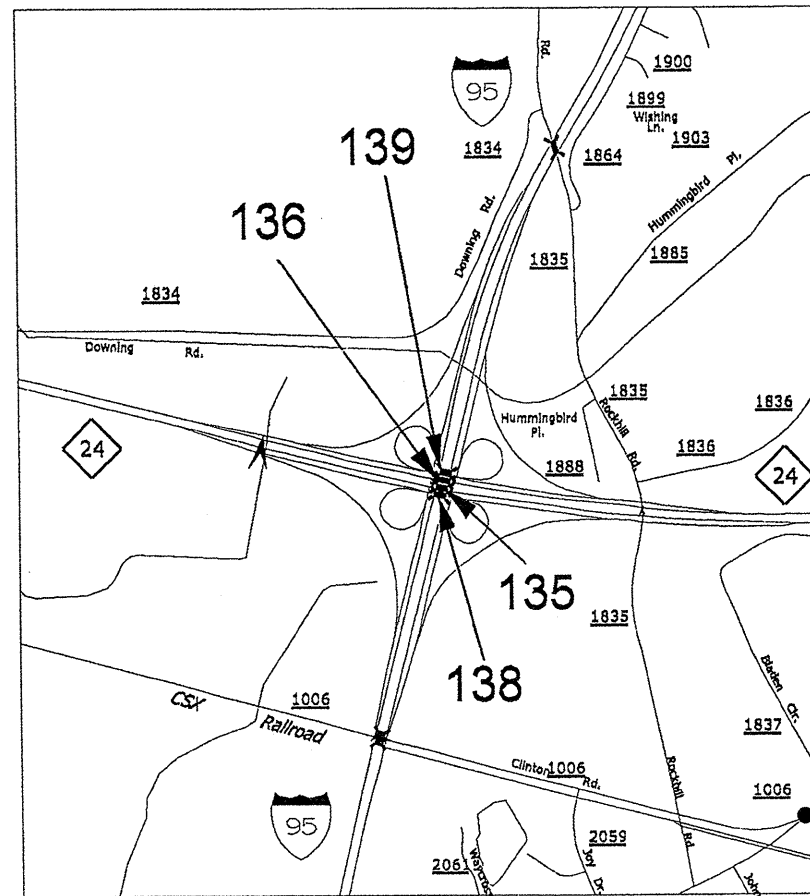 Rd.
95
1900
1899
Wishing
Ln.
1903
139
1834
1864
Hummingbird Pl.
136
Downing Rd.
1835
1885
1834
Downing Rd.
1835
Rockhill Rd.
1836
Hummingbird
Pl.
1836
24
1888
24
135
1835
138
Bladen Cir.
1006
CSX Railroad
1837
Clinton Rd.
1006
Rockhill Rd
1006
95
2059
2061
Joy Dr.